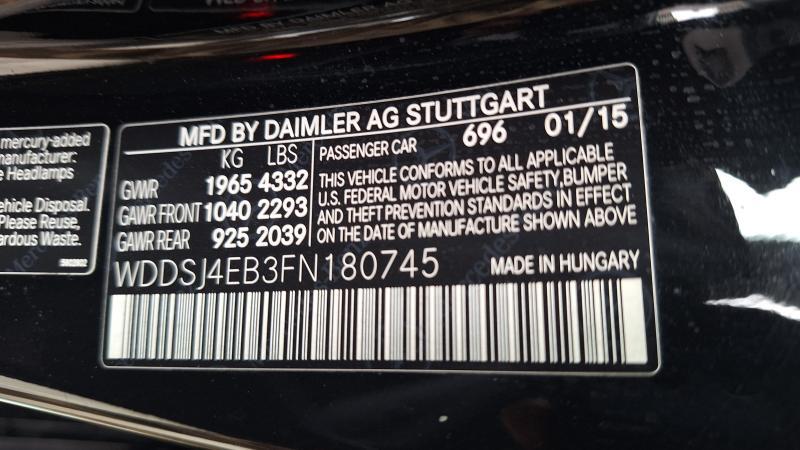 mercury-added
manufacturer:
e Headlamps
ehicle Disposal.
Please Reuse,
ardous Waste.
MFD BY DAIMLER AG STUTTGART
KG LBS
GVWR 1965 4332
GAWR FRONT 1040 2293
GAWR REAR 925 2039
PASSENGER CAR 696 01/15
THIS VEHICLE CONFORMS TO ALL APPLICABLE
U.S. FEDERAL MOTOR VEHICLE SAFETY, BUMPER
AND THEFT PREVENTION STANDARDS IN EFFECT
ON THE DATE OF MANUFACTURE SHOWN ABOVE
WDDSJ4EB3FN180745 MADE IN HUNGARY